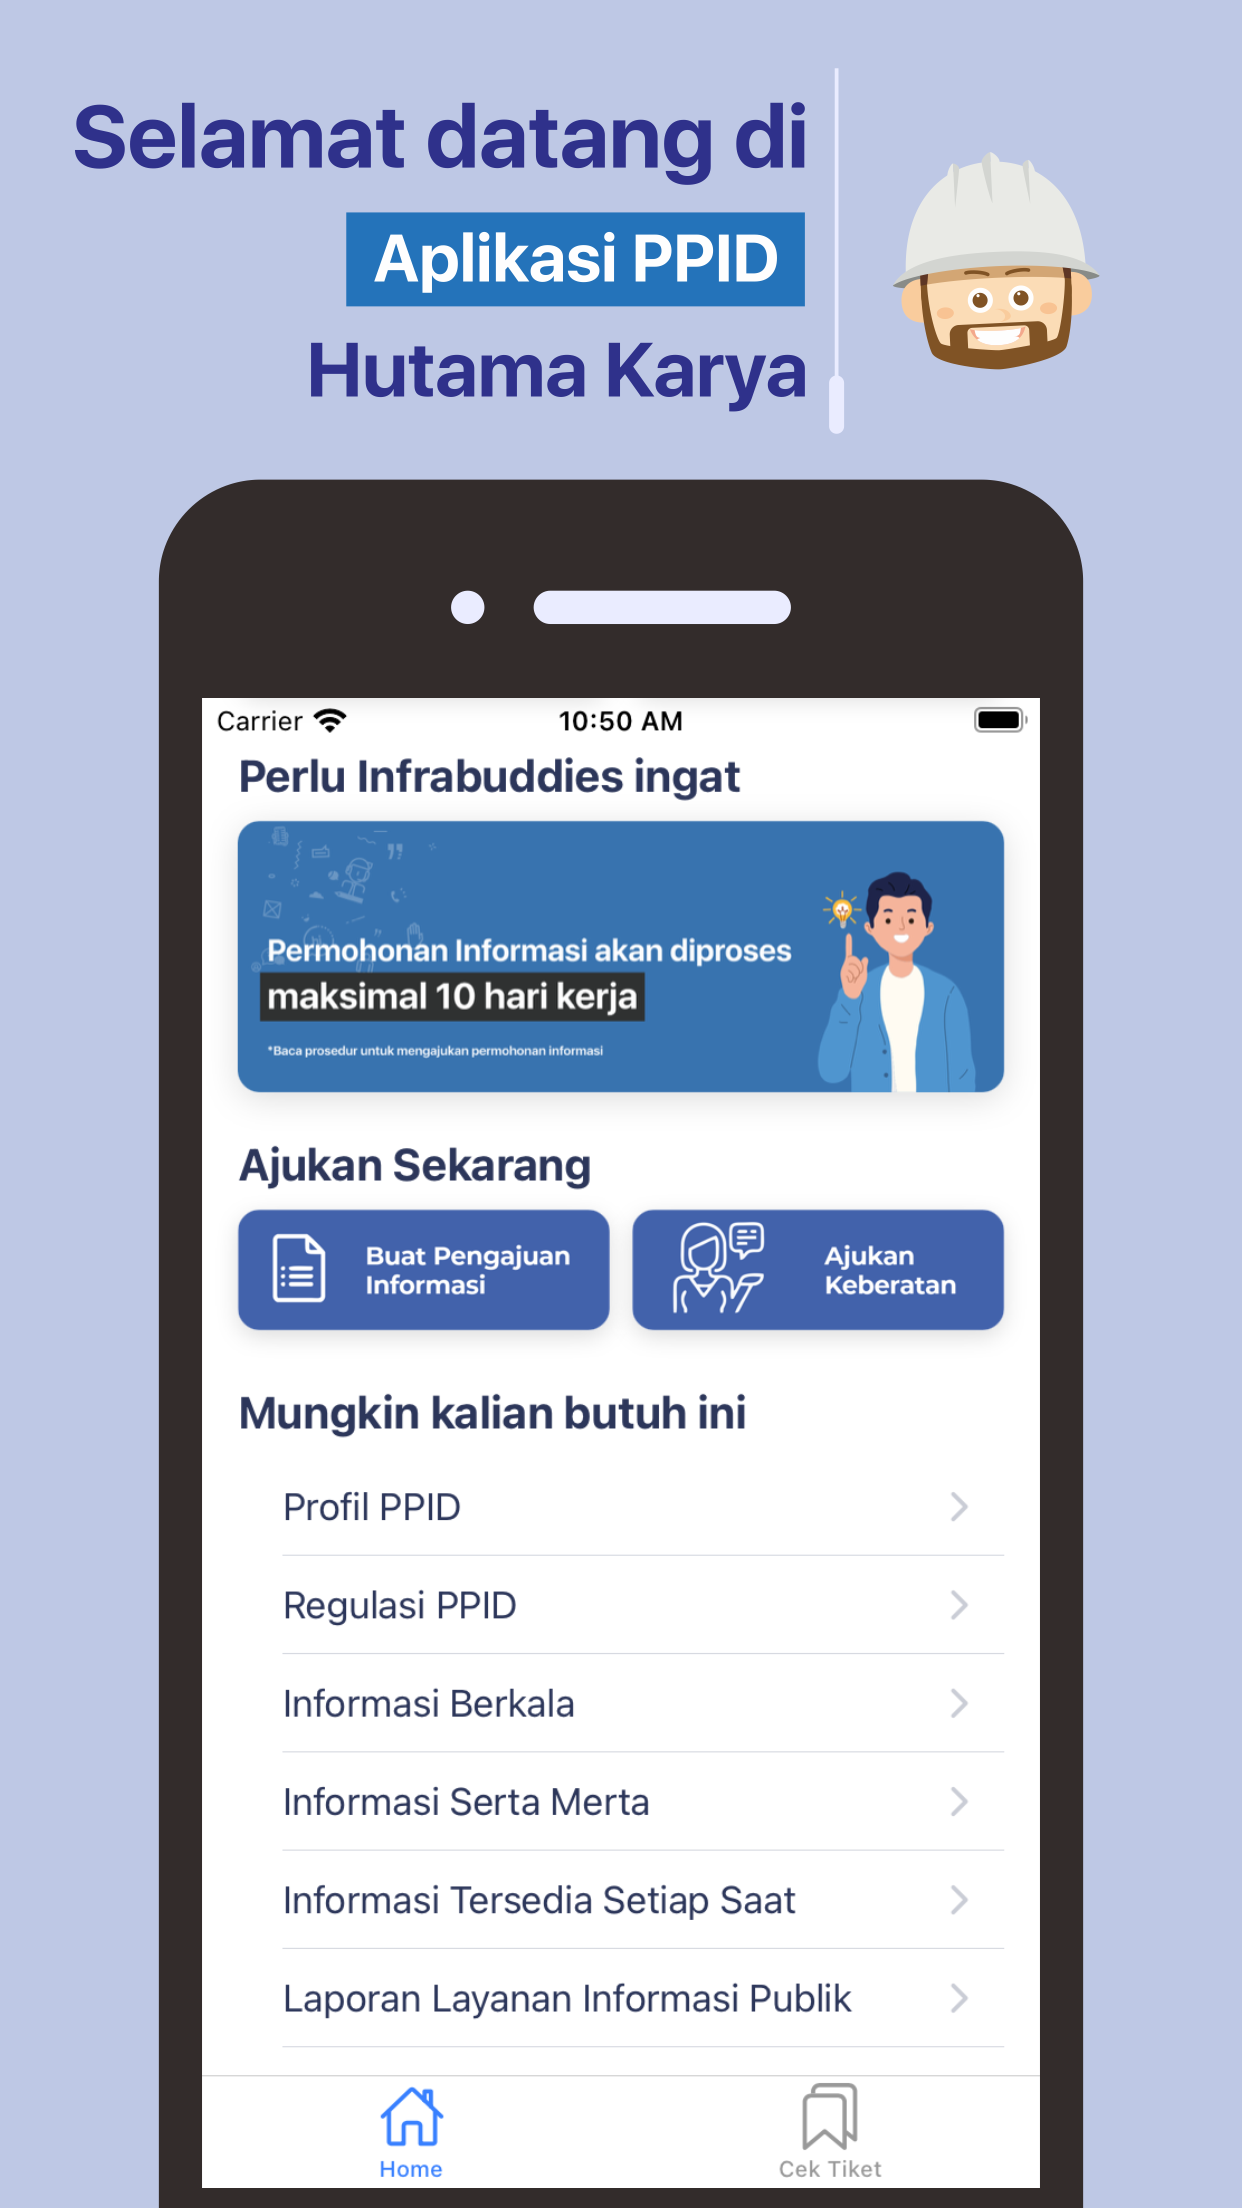 Selamat datang di
Aplikasi PPID
Hutama Karya
Carrier
10:50 AM
Perlu Infrabuddies ingat
Permohonan Informasi akan diproses
maksimal 10 hari kerja
*Baca prosedur untuk mengajukan permohonan informasi
Ajukan Sekarang
Buat Pengajuan
Informasi
Ajukan
Keberatan
Mungkin kalian butuh ini
Profil PPID
Regulasi PPID
Informasi Berkala
Informasi Serta Merta
Informasi Tersedia Setiap Saat
Laporan Layanan Informasi Publik
Home
Cek Tiket